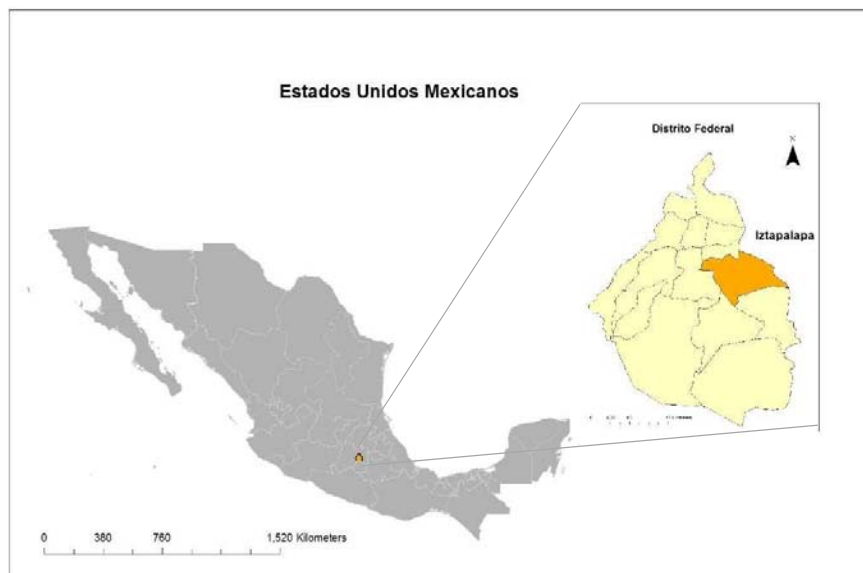 Estados Unidos Mexicanos
Distrito Federal
N
Iztapalapa
0 380 760 1,520 Kilometers